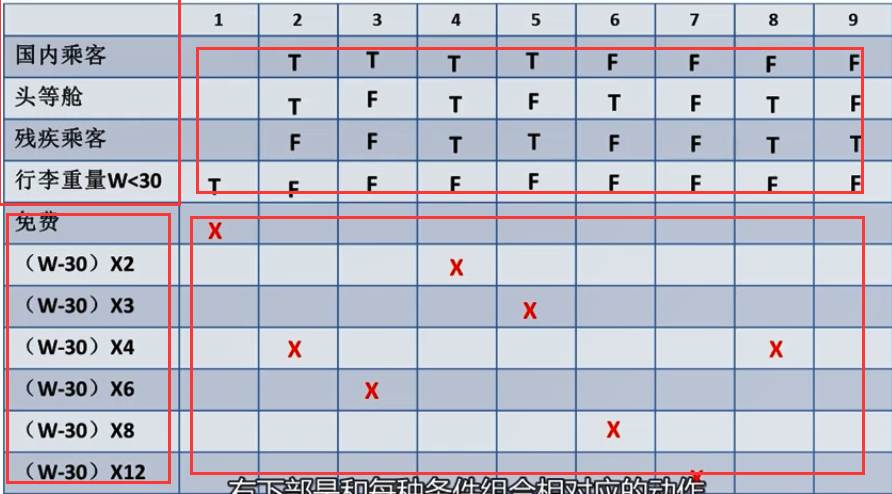 1 2 3 4 5 6 7 8 9
国内乘客 T T T T F F F F
头等舱 T F T F T F T F
残疾乘客 F F T T F F T T
行李重量W<30 T F F F F F F F F
免费 X
（W-30）X2 X
（W-30）X3 X
（W-30）X4 X X
（W-30）X6 X
（W-30）X8 X
（W-30）X12 X
右下部是和每种条件组合相对应的动作